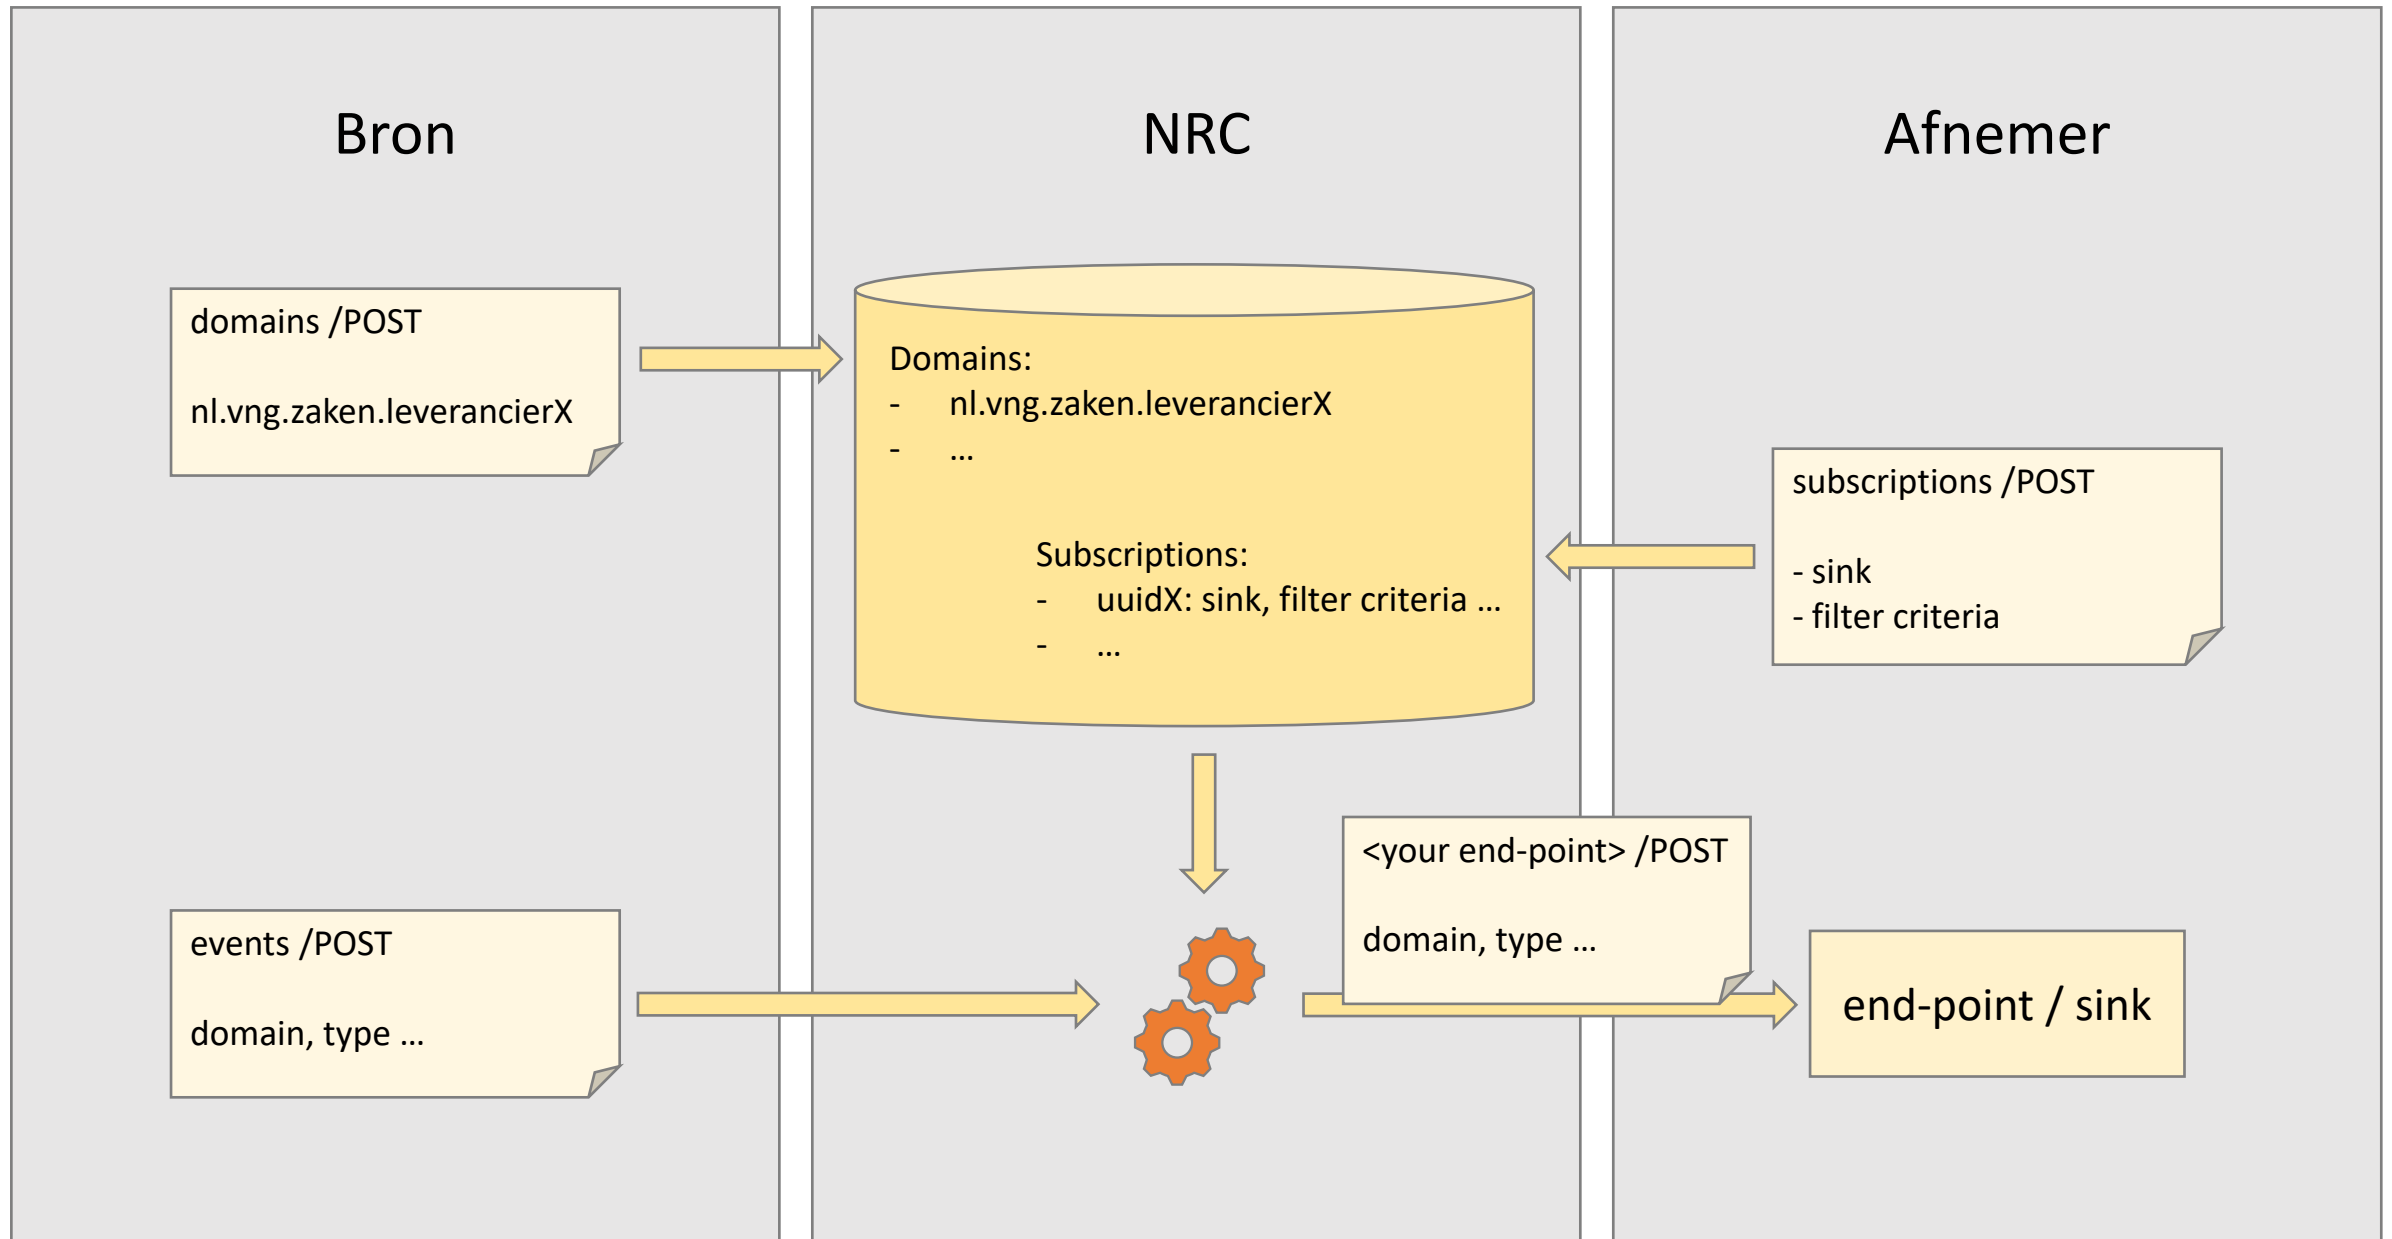 Bron
NRC
Afnemer
domains /POST
nl.vng.zaken.leverancierX
Domains:
- nl.vng.zaken.leverancierX
- ...
Subscriptions:
- uuidX: sink, filter criteria ...
- ...
subscriptions /POST
- sink
- filter criteria
events /POST
domain, type ...
<your end-point> /POST
domain, type ...
end-point / sink